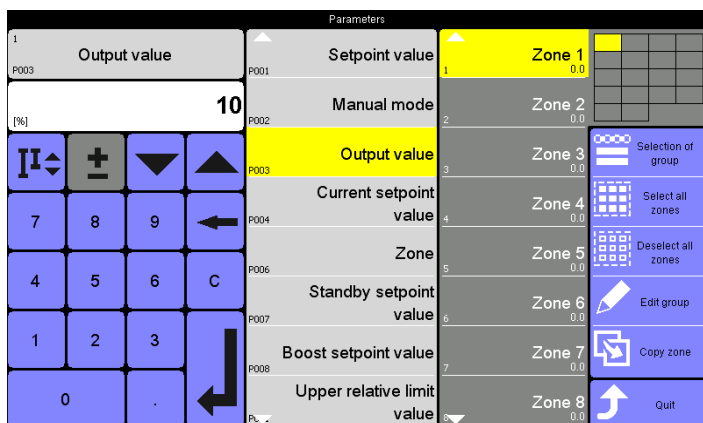 Parameters
1
Output value
P003
10
[%]
±
7
8
9
4
5
6
C
1
2
3
0
.
Setpoint value
P001
Manual mode
P002
Output value
P003
Current setpoint
value
P004
Zone
P006
Standby setpoint
value
P007
Boost setpoint value
P008
Upper relative limit
value
Zone 1
1
0.0
Zone 2
2
0.0
Zone 3
3
0.0
Zone 4
4
0.0
Zone 5
5
0.0
Zone 6
6
0.0
Zone 7
7
0.0
Zone 8
8
0.0
Selection of
group
Select all
zones
Deselect all
zones
Edit group
Copy zone
Quit